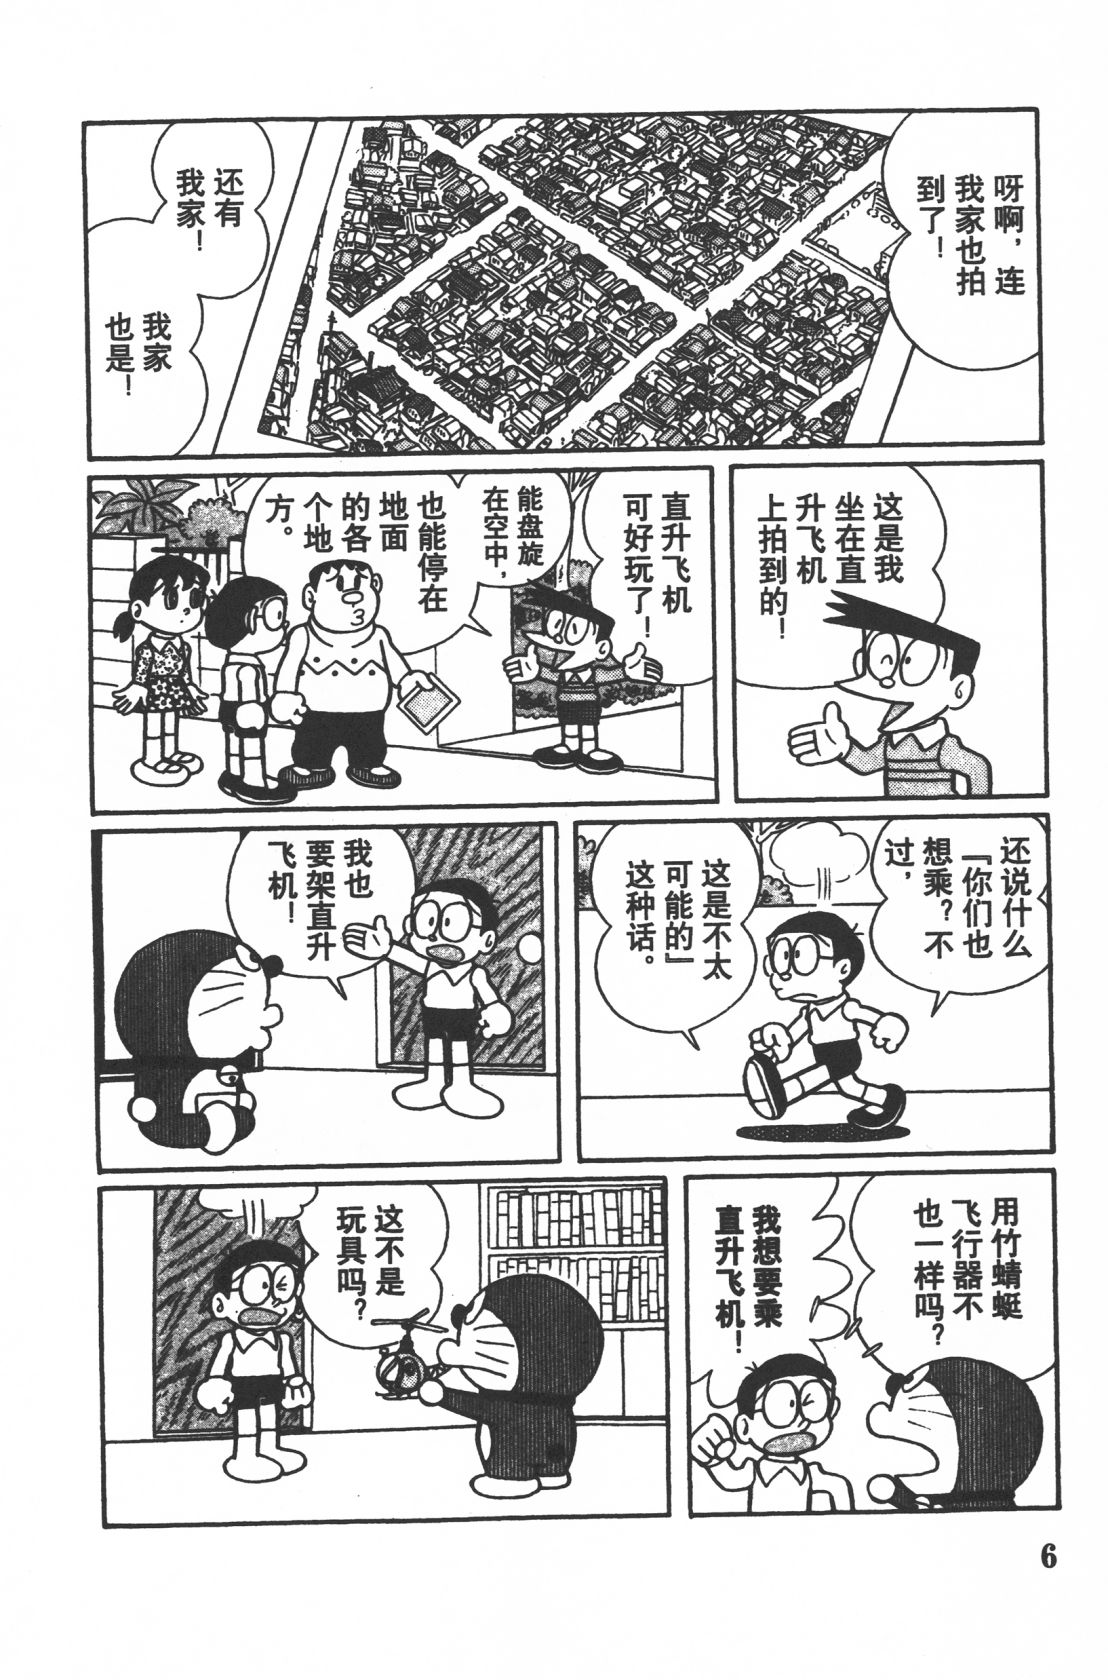 呀啊，连
我家也拍
到了！
还有
我家！
我家
也是！
这是我
坐在直
升飞机
上拍到的！
直升飞机
可好玩了！
能盘旋
在空中，
也能停在
地面
的各
个地
方。
还说什么
『你们也
想乘？不
过，
这是不太
可能的』
这种话。
我也
要架直升
飞机！
用竹蜻蜓
飞行器不
也一样吗？
我想要乘
直升飞机！
这不是
玩具吗？
6